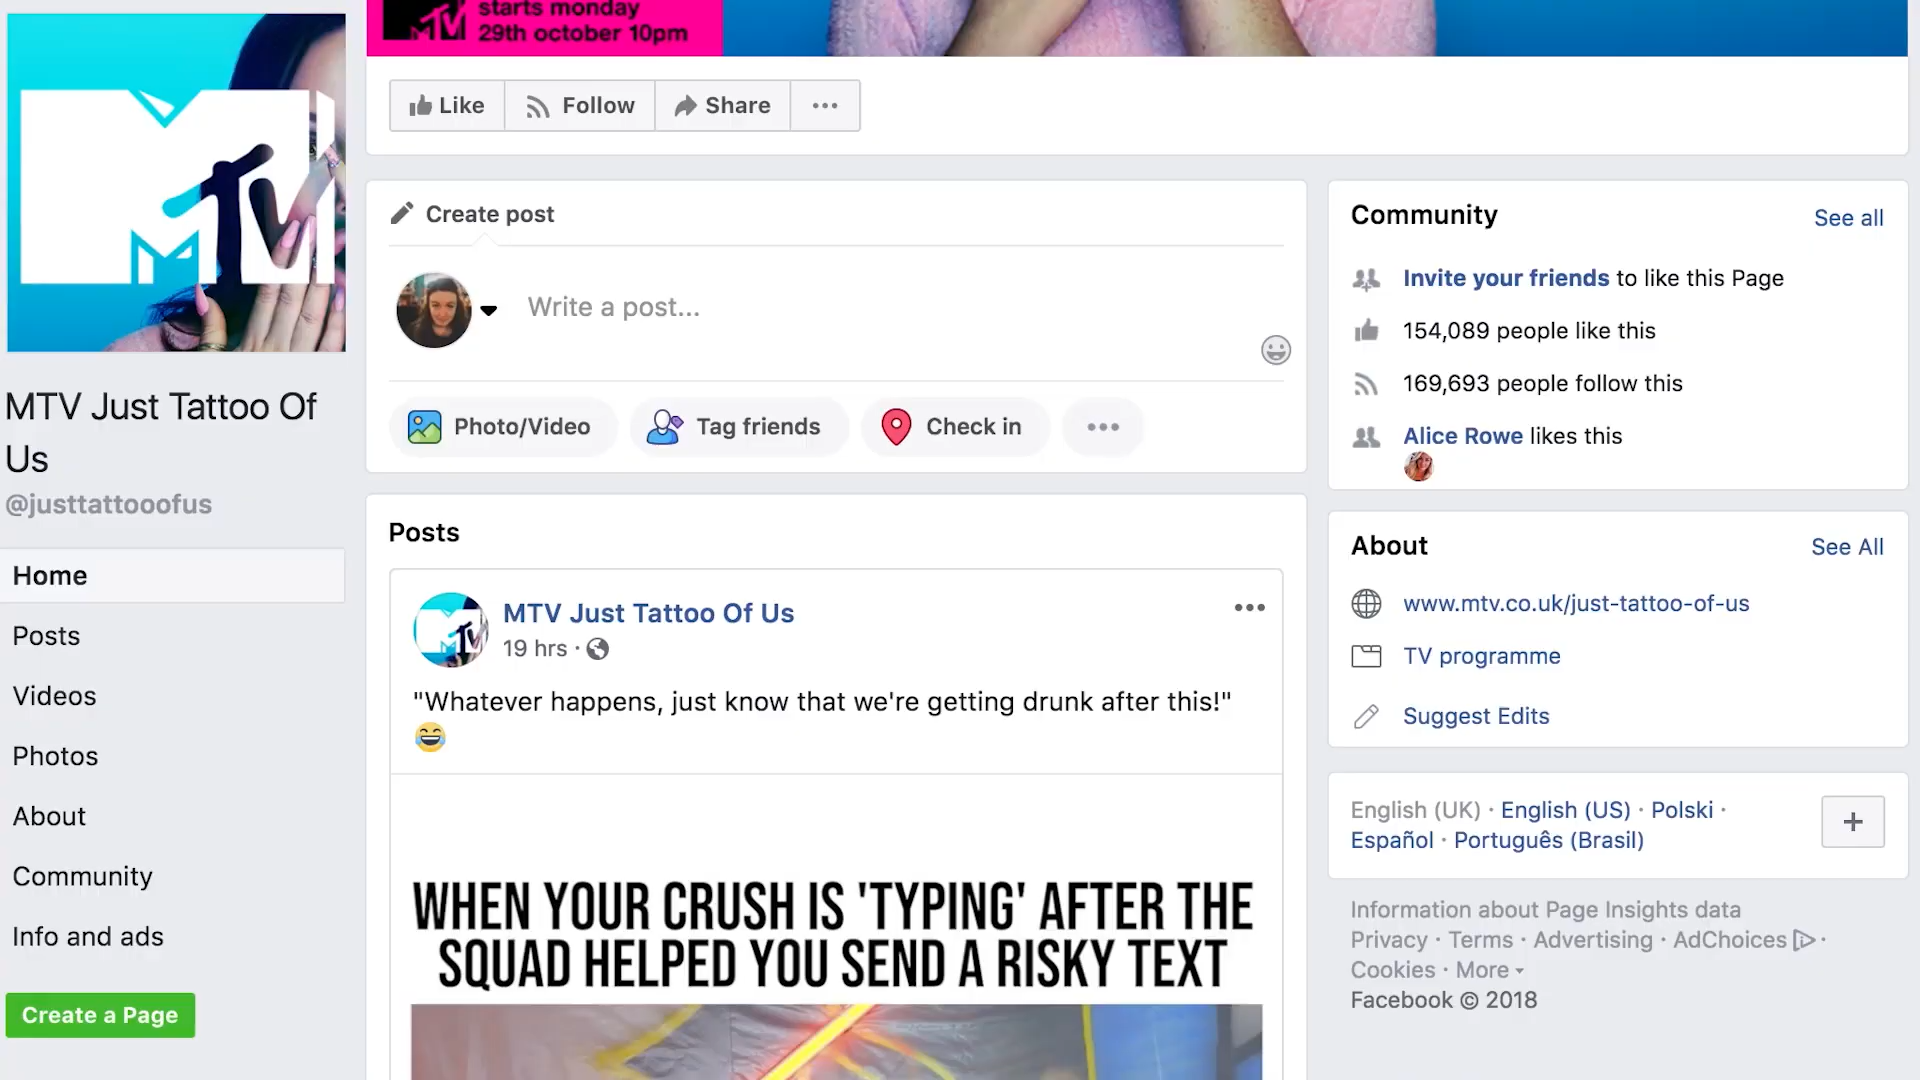 starts monday
MTV
29th october 10pm
MTV
Like
Follow
Share
Create post
Write a post...
Photo/Video
Tag friends
Check in
MTV Just Tattoo Of
Us
@justtattooofus
Home
Posts
Videos
Photos
About
Community
Info and ads
Create a Page
Posts
MTV Just Tattoo Of Us
19 hrs ·
"Whatever happens, just know that we're getting drunk after this!"
😂
WHEN YOUR CRUSH IS 'TYPING' AFTER THE
SQUAD HELPED YOU SEND A RISKY TEXT
Community
See all
Invite your friends to like this Page
154,089 people like this
169,693 people follow this
Alice Rowe likes this
About
See All
www.mtv.co.uk/just-tattoo-of-us
TV programme
Suggest Edits
English (UK) · English (US) · Polski ·
Español · Português (Brasil)
Information about Page Insights data
Privacy · Terms · Advertising · AdChoices ·
Cookies · More
Facebook © 2018